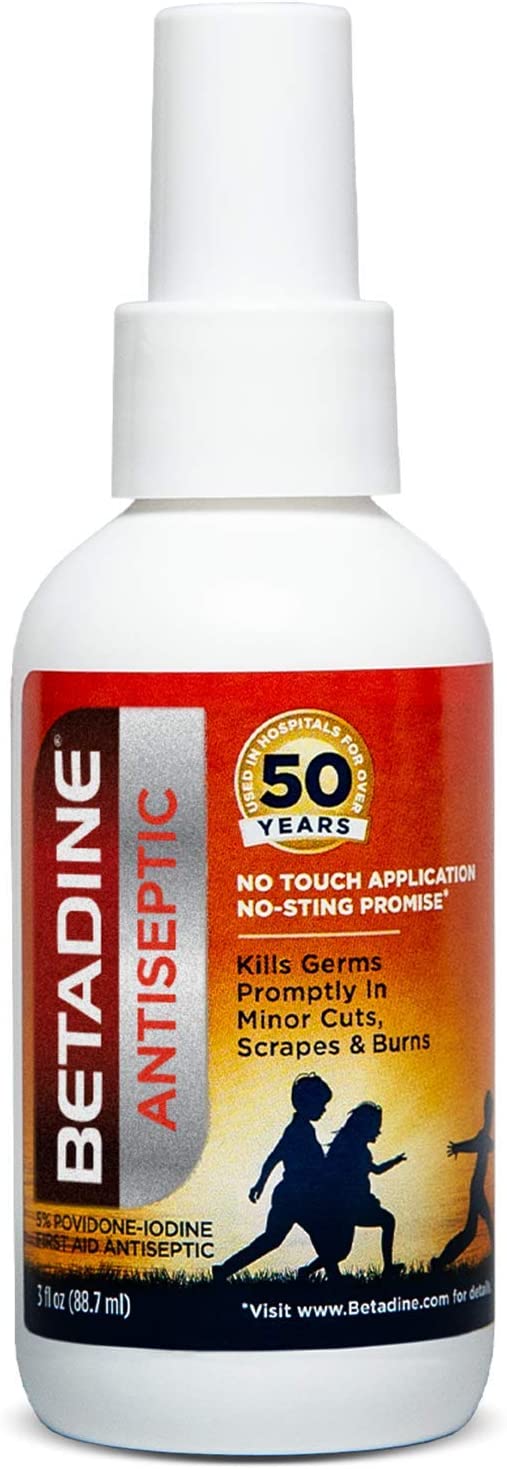 BETADINE®
ANTISEPTIC
USED IN HOSPITALS FOR OVER
50
YEARS
NO TOUCH APPLICATION
NO-STING PROMISE*
Kills Germs
Promptly In
Minor Cuts,
Scrapes & Burns
5% POVIDONE-IODINE
FIRST AID ANTISEPTIC
3 fl oz (88.7 ml)
*Visit www.Betadine.com for details.